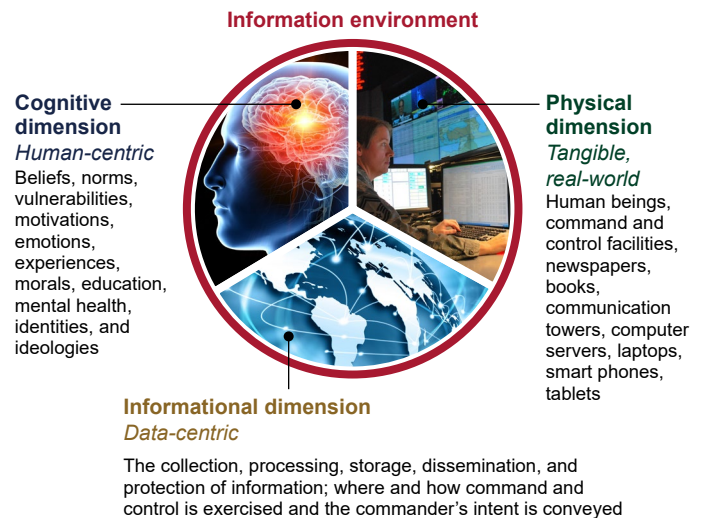 Information environment
Cognitive
dimension
Human-centric
Beliefs, norms,
vulnerabilities,
motivations,
emotions,
experiences,
morals, education,
mental health,
identities, and
ideologies
Physical
dimension
Tangible,
real-world
Human beings,
command and
control facilities,
newspapers,
books,
communication
towers, computer
servers, laptops,
smart phones,
tablets
Informational dimension
Data-centric
The collection, processing, storage, dissemination, and
protection of information; where and how command and
control is exercised and the commander’s intent is conveyed